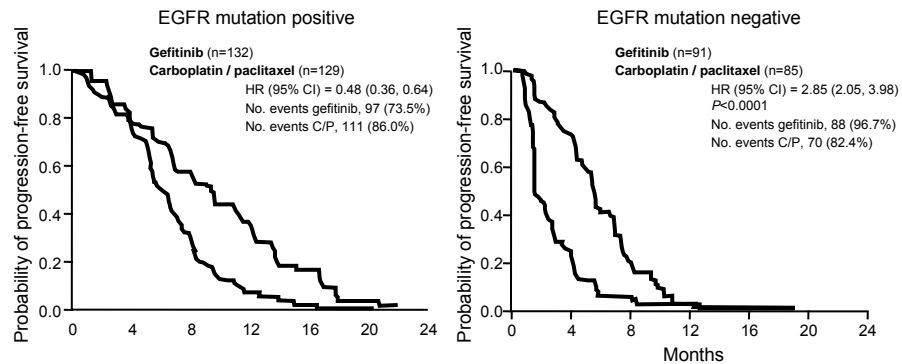 EGFR mutation positive
Gefitinib (n=132)
Carboplatin / paclitaxel (n=129)
HR (95% CI) = 0.48 (0.36, 0.64)
No. events gefitinib, 97 (73.5%)
No. events C/P, 111 (86.0%)
Probability of progression-free survival
1.0
0.8
0.6
0.4
0.2
0.0
0 4 8 12 16 20 24
EGFR mutation negative
Gefitinib (n=91)
Carboplatin / paclitaxel (n=85)
HR (95% CI) = 2.85 (2.05, 3.98)
P<0.0001
No. events gefitinib, 88 (96.7%)
No. events C/P, 70 (82.4%)
Probability of progression-free survival
1.0
0.8
0.6
0.4
0.2
0.0
0 4 8 12 16 20 24
Months